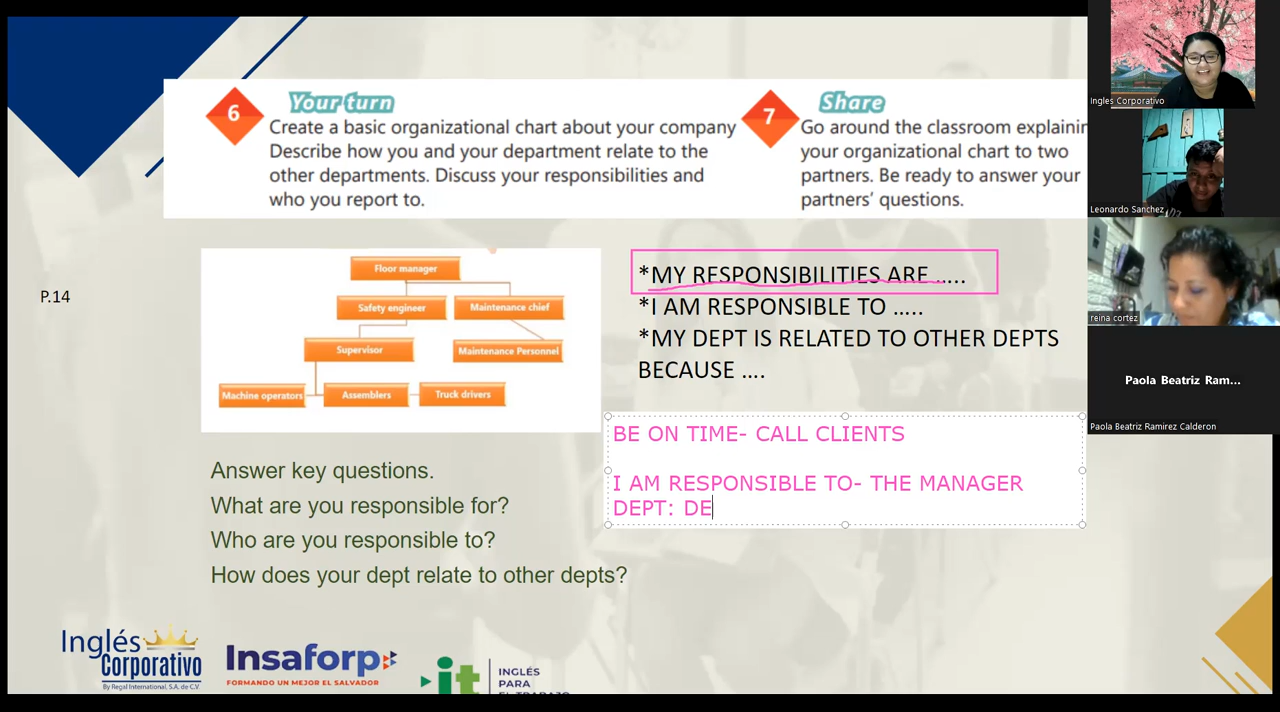 6 Your turn
Create a basic organizational chart about your company
Describe how you and your department relate to the
other departments. Discuss your responsibilities and
who you report to.
7 Share
Go around the classroom explainin
your organizational chart to two
partners. Be ready to answer your
partners' questions.
P.14
Floor manager
Safety engineer
Maintenance chief
Supervisor
Maintenance Personnel
Machine operators
Assemblers
Truck drivers
*MY RESPONSIBILITIES ARE .....
*I AM RESPONSIBLE TO .....
*MY DEPT IS RELATED TO OTHER DEPTS
BECAUSE ....
BE ON TIME- CALL CLIENTS
I AM RESPONSIBLE TO- THE MANAGER
DEPT: DE
Answer key questions.
What are you responsible for?
Who are you responsible to?
How does your dept relate to other depts?
Inglés
Corporativo
By Regal International, S.A. de C.V.
Insaforp
FORMANDO UN MEJOR EL SALVADOR
it
INGLÉS
PARA
EL TRABAJO
Ingles Corporativo
Leonardo Sanchez
reina cortez
Paola Beatriz Ram...
Paola Beatriz Ramirez Calderon